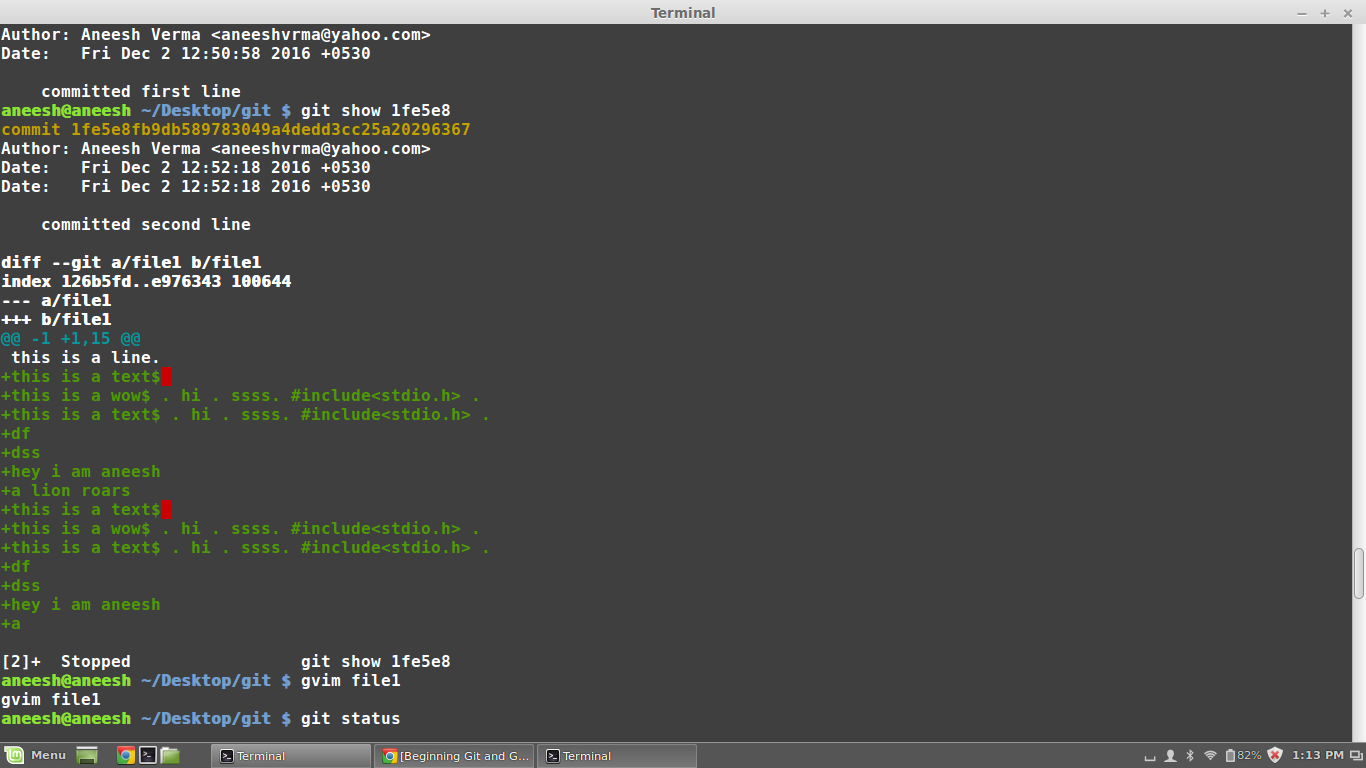 Terminal
Author: Aneesh Verma <aneeshvrma@yahoo.com>
Date:   Fri Dec 2 12:50:58 2016 +0530
    committed first line
aneesh@aneesh ~/Desktop/git $ git show 1fe5e8
commit 1fe5e8fb9db589783049a4dedd3cc25a20296367
Author: Aneesh Verma <aneeshvrma@yahoo.com>
Date:   Fri Dec 2 12:52:18 2016 +0530
Date:   Fri Dec 2 12:52:18 2016 +0530
    committed second line
diff --git a/file1 b/file1
index 126b5fd..e976343 100644
--- a/file1
+++ b/file1
@@ -1 +1,15 @@
 this is a line.
+this is a text$
+this is a wow$ . hi . ssss. #include<stdio.h> .
+this is a text$ . hi . ssss. #include<stdio.h> .
+df
+dss
+hey i am aneesh
+a lion roars
+this is a text$
+this is a wow$ . hi . ssss. #include<stdio.h> .
+this is a text$ . hi . ssss. #include<stdio.h> .
+df
+dss
+hey i am aneesh
+a
[2]+  Stopped                 git show 1fe5e8
aneesh@aneesh ~/Desktop/git $ gvim file1
gvim file1
aneesh@aneesh ~/Desktop/git $ git status
Menu Terminal [Beginning Git and G... Terminal 82% 1:13 PM